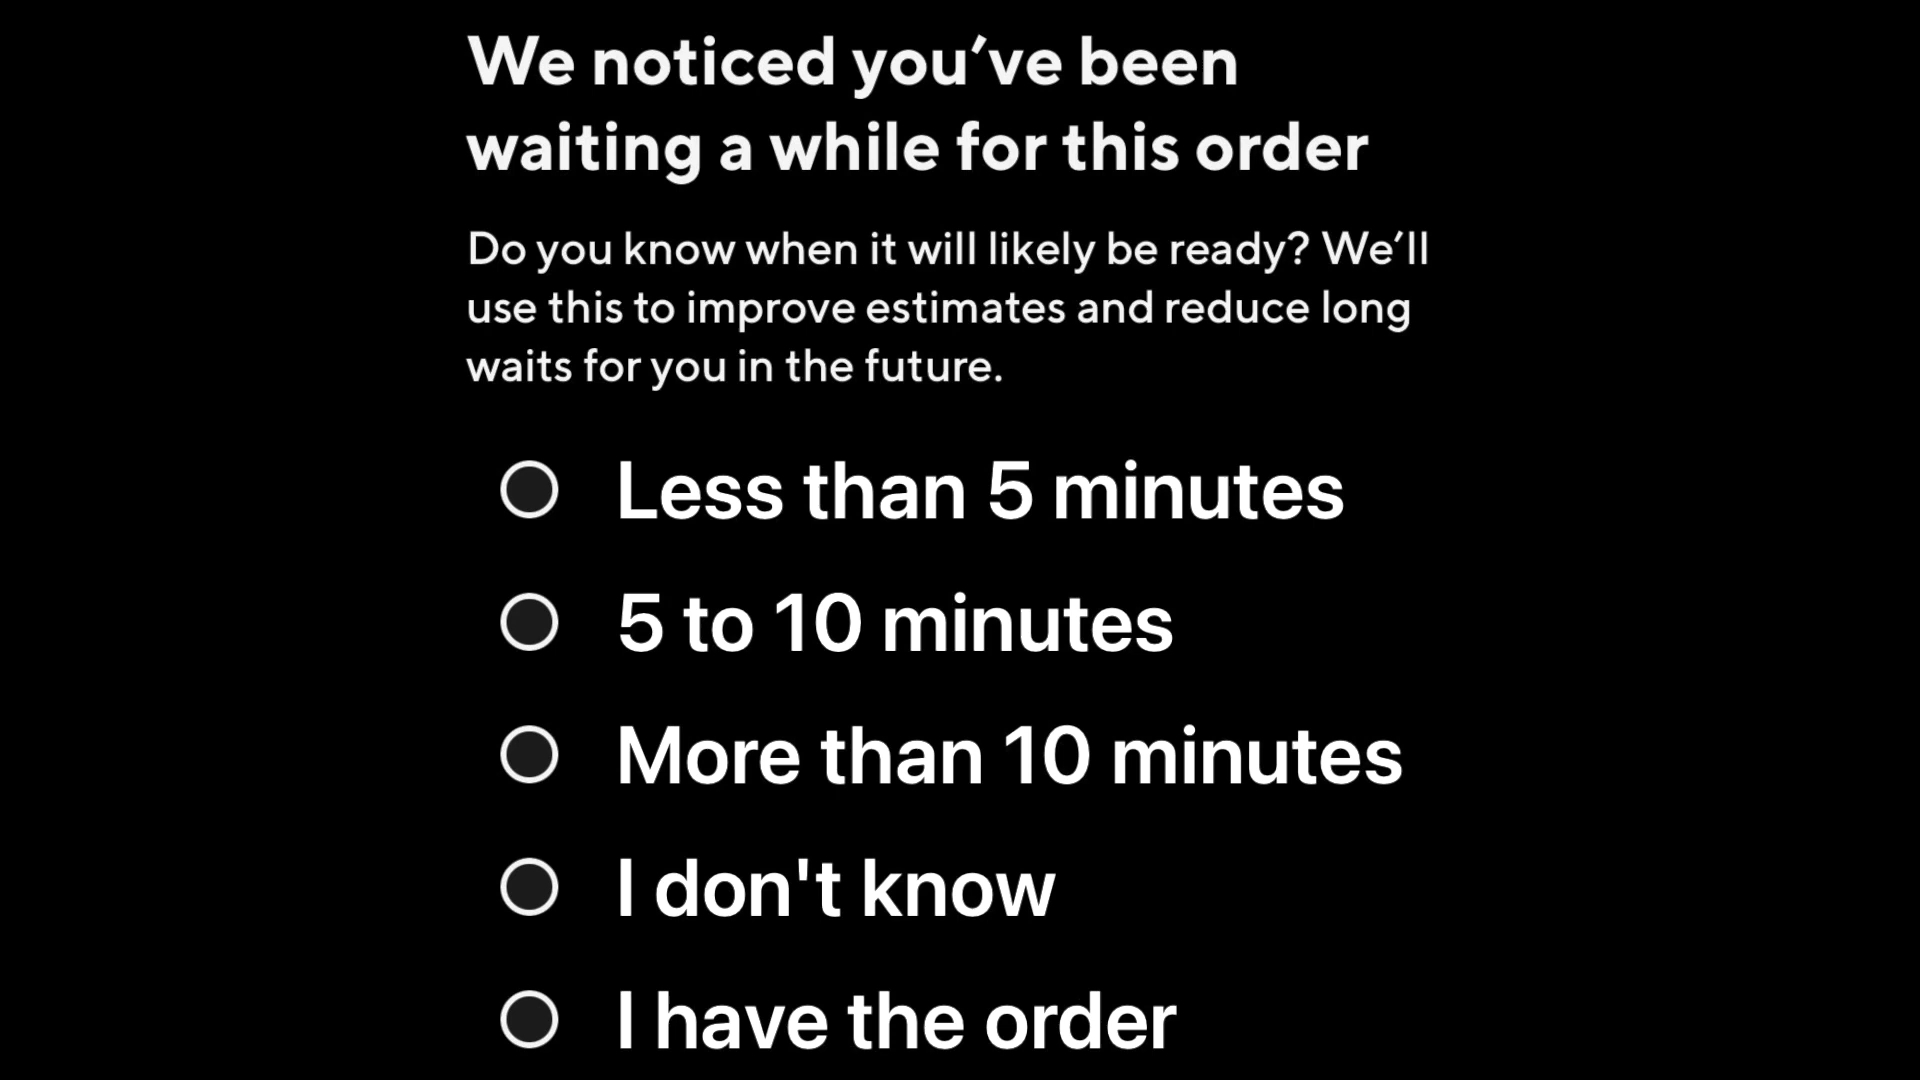 We noticed you’ve been
waiting a while for this order
Do you know when it will likely be ready? We’ll
use this to improve estimates and reduce long
waits for you in the future.
Less than 5 minutes
5 to 10 minutes
More than 10 minutes
I don't know
I have the order